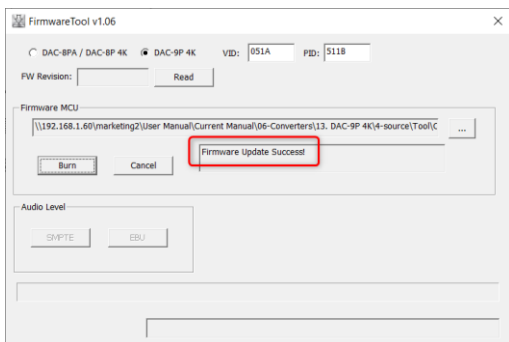 FirmwareTool v1.06
DAC-8PA / DAC-8P 4K DAC-9P 4K VID: 051A PID: 511B
FW Revision: Read
Firmware MCU
\\192.168.1.60\marketing2\User Manual\Current Manual\06-Converters\13. DAC-9P 4K\4-source\Tool\C ...
Firmware Update Success!
Burn Cancel
Audio Level
SMPTE EBU